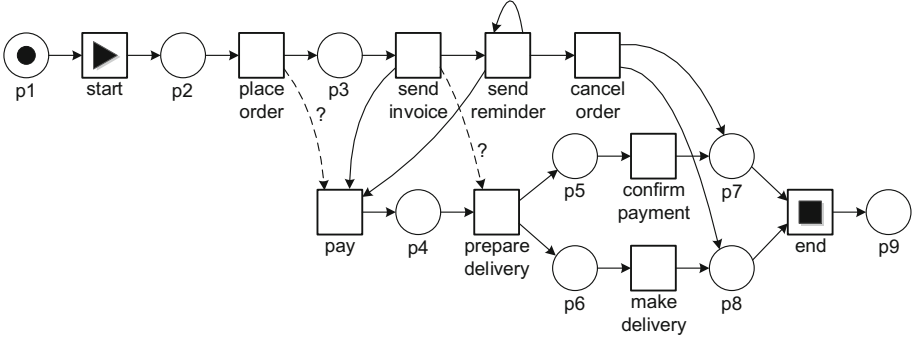 p1
start
p2
place
order
p3
send
invoice
send
reminder
cancel
order
?
?
pay
p4
prepare
delivery
p5
confirm
payment
p7
p6
make
delivery
p8
end
p9